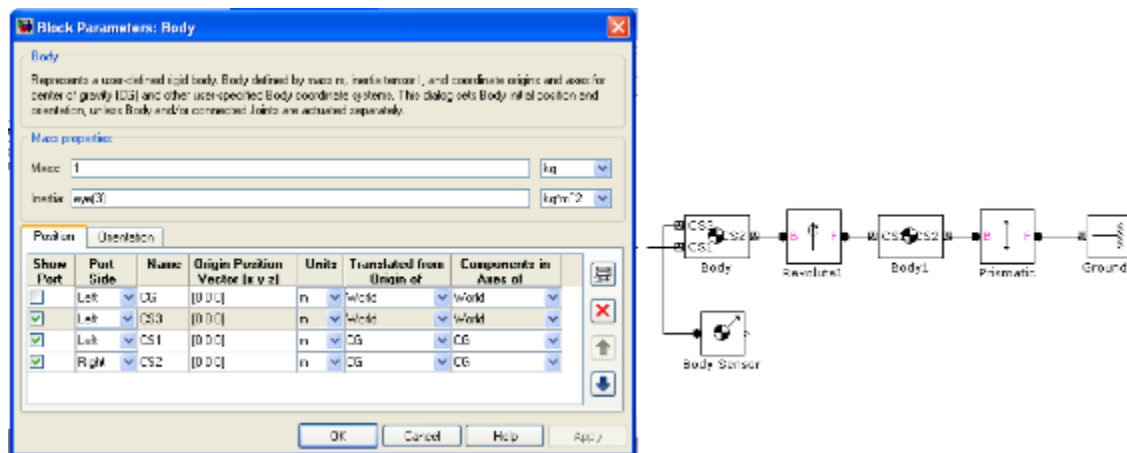 Block Parameters: Body
Body
Represents a user-defined rigid body. Body defined by mass m, inertia tensor I, and coordinate origins and axes for
center of gravity (CG) and other user-specified Body coordinate systems. This dialog sets Body initial position and
orientation, unless Body and/or connected Joints are actuated separately.
Mass properties
Mass: 1 kg
Inertia: eye(3) kg*m^2
Position Orientation
Show Port Port Side Name Origin Position Vector [x y z] Units Translated from Origin of Components in Axes of
Left CG [0 0 0] m World World
Left CS3 [0 0 0] m World World
Left CS1 [0 0 0] m CG CG
Right CS2 [0 0 0] m CG CG
OK Cancel Help Apply
CS3
CS1 CS2
Body
B F
Revolute1
CS1 CS2
Body1
B F
Prismatic
Ground
Body Sensor